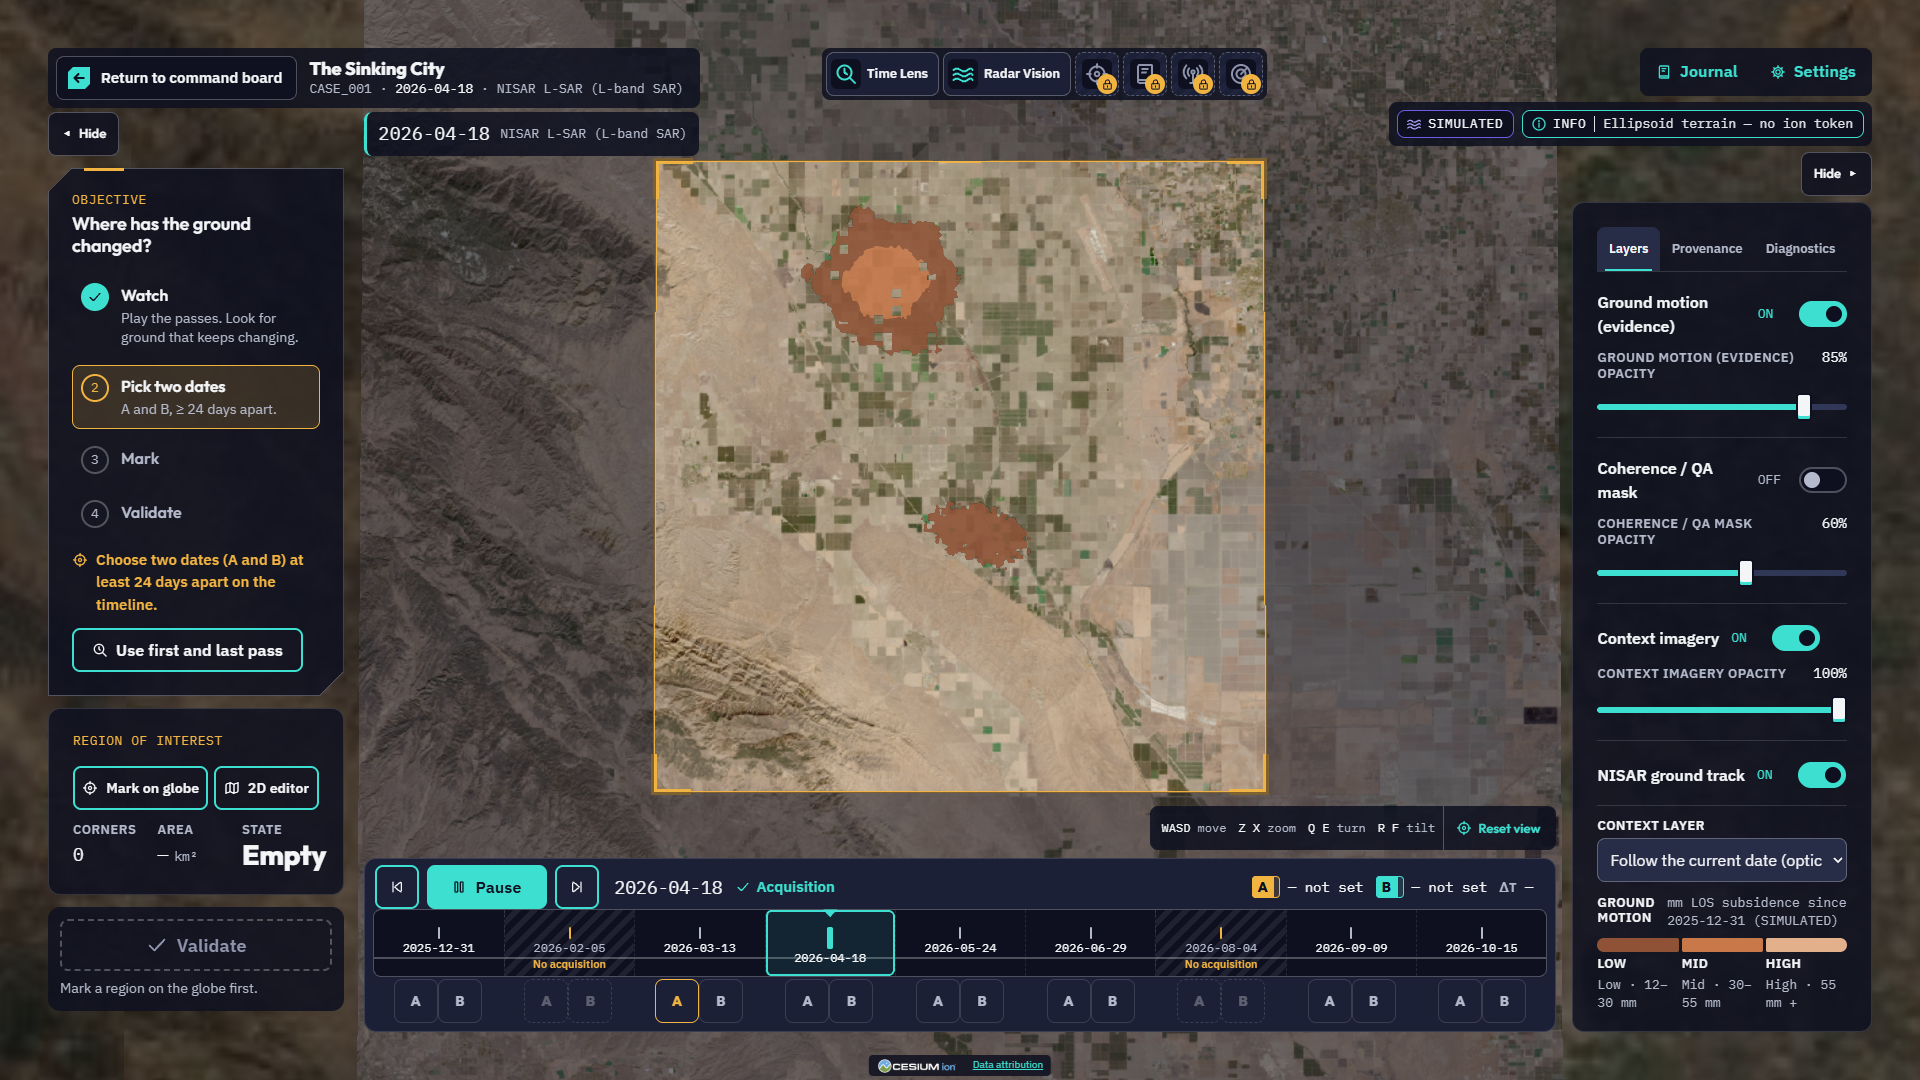 Return to command board
The Sinking City
CASE_001 · 2026-04-18 · NISAR L-SAR (L-band SAR)
Time Lens
Radar Vision
Journal
Settings
Hide
2026-04-18 NISAR L-SAR (L-band SAR)
SIMULATED
INFO | Ellipsoid terrain — no ion token
Hide
OBJECTIVE
Where has the ground
changed?
Watch
Play the passes. Look for
ground that keeps changing.
2
Pick two dates
A and B, ≥ 24 days apart.
3
Mark
4
Validate
Choose two dates (A and B) at
least 24 days apart on the
timeline.
Use first and last pass
REGION OF INTEREST
Mark on globe
2D editor
CORNERS AREA STATE
0 — km² Empty
Validate
Mark a region on the globe first.
Layers Provenance Diagnostics
Ground motion
(evidence)
ON
GROUND MOTION (EVIDENCE)
OPACITY
85%
Coherence / QA
mask
OFF
COHERENCE / QA MASK
OPACITY
60%
Context imagery ON
CONTEXT IMAGERY OPACITY 100%
NISAR ground track ON
CONTEXT LAYER
Follow the current date (optic
GROUND
MOTION
mm LOS subsidence since
2025-12-31 (SIMULATED)
LOW MID HIGH
Low · 12–
30 mm
Mid · 30–
55 mm
High · 55
mm +
WASD move Z X zoom Q E turn R F tilt
Reset view
Pause
2026-04-18
Acquisition
A — not set B — not set ΔT —
2025-12-31
2026-02-05
No acquisition
2026-03-13
2026-04-18
2026-05-24
2026-06-29
2026-08-04
No acquisition
2026-09-09
2026-10-15
A B A B A B A B A B A B A B A B A B
CESIUM ion
Data attribution